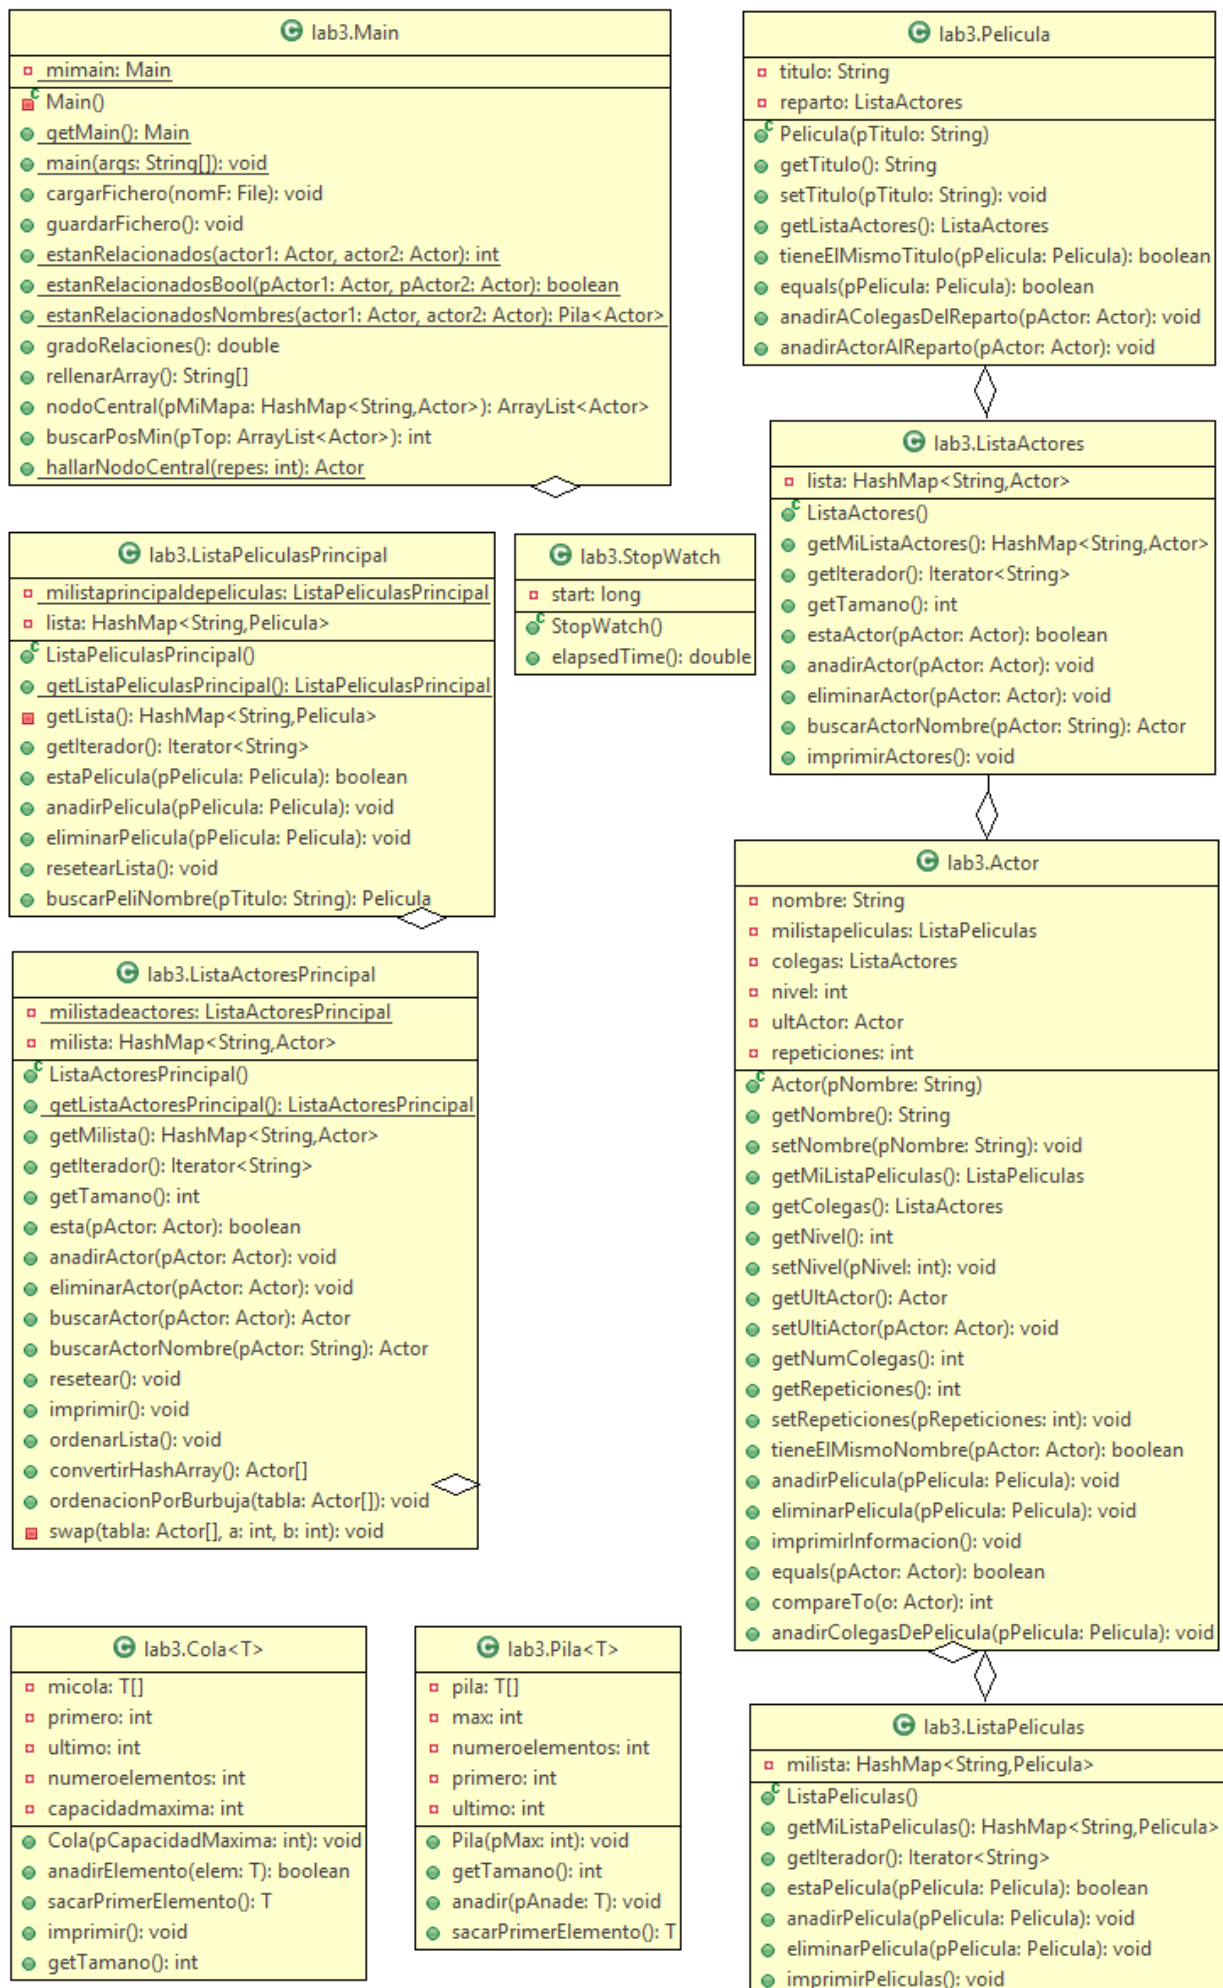 lab3.Main
mimain: Main
Main()
getMain(): Main
main(args: String[]): void
cargarFichero(nomF: File): void
guardarFichero(): void
estanRelacionados(actor1: Actor, actor2: Actor): int
estanRelacionadosBool(pActor1: Actor, pActor2: Actor): boolean
estanRelacionadosNombres(actor1: Actor, actor2: Actor): Pila<Actor>
gradoRelaciones(): double
rellenarArray(): String[]
nodoCentral(pMiMapa: HashMap<String,Actor>): ArrayList<Actor>
buscarPosMin(pTop: ArrayList<Actor>): int
hallarNodoCentral(repes: int): Actor
lab3.Pelicula
titulo: String
reparto: ListaActores
Pelicula(pTitulo: String)
getTitulo(): String
setTitulo(pTitulo: String): void
getListaActores(): ListaActores
tieneElMismoTitulo(pPelicula: Pelicula): boolean
equals(pPelicula: Pelicula): boolean
anadirAColegasDelReparto(pActor: Actor): void
anadirActorAlReparto(pActor: Actor): void
lab3.ListaActores
lista: HashMap<String,Actor>
ListaActores()
getMiListaActores(): HashMap<String,Actor>
getIterador(): Iterator<String>
getTamano(): int
estaActor(pActor: Actor): boolean
anadirActor(pActor: Actor): void
eliminarActor(pActor: Actor): void
buscarActorNombre(pActor: String): Actor
imprimirActores(): void
lab3.ListaPeliculasPrincipal
milistaprincipaldepeliculas: ListaPeliculasPrincipal
lista: HashMap<String,Pelicula>
ListaPeliculasPrincipal()
getListaPeliculasPrincipal(): ListaPeliculasPrincipal
getLista(): HashMap<String,Pelicula>
getIterador(): Iterator<String>
estaPelicula(pPelicula: Pelicula): boolean
anadirPelicula(pPelicula: Pelicula): void
eliminarPelicula(pPelicula: Pelicula): void
resetearLista(): void
buscarPeliNombre(pTitulo: String): Pelicula
lab3.StopWatch
start: long
StopWatch()
elapsedTime(): double
lab3.ListaActoresPrincipal
milistadeactores: ListaActoresPrincipal
milista: HashMap<String,Actor>
ListaActoresPrincipal()
getListaActoresPrincipal(): ListaActoresPrincipal
getMilista(): HashMap<String,Actor>
getIterador(): Iterator<String>
getTamano(): int
esta(pActor: Actor): boolean
anadirActor(pActor: Actor): void
eliminarActor(pActor: Actor): void
buscarActor(pActor: Actor): Actor
buscarActorNombre(pActor: String): Actor
resetear(): void
imprimir(): void
ordenarLista(): void
convertirHashArray(): Actor[]
ordenacionPorBurbuja(tabla: Actor[]): void
swap(tabla: Actor[], a: int, b: int): void
lab3.Actor
nombre: String
milistapeliculas: ListaPeliculas
colegas: ListaActores
nivel: int
ultActor: Actor
repeticiones: int
Actor(pNombre: String)
getNombre(): String
setNombre(pNombre: String): void
getMiListaPeliculas(): ListaPeliculas
getColegas(): ListaActores
getNivel(): int
setNivel(pNivel: int): void
getUltActor(): Actor
setUltiActor(pActor: Actor): void
getNumColegas(): int
getRepeticiones(): int
setRepeticiones(pRepeticiones: int): void
tieneElMismoNombre(pActor: Actor): boolean
anadirPelicula(pPelicula: Pelicula): void
eliminarPelicula(pPelicula: Pelicula): void
imprimirInformacion(): void
equals(pActor: Actor): boolean
compareTo(o: Actor): int
anadirColegasDePelicula(pPelicula: Pelicula): void
lab3.Cola<T>
micola: T[]
primero: int
ultimo: int
numeroelementos: int
capacidadmaxima: int
Cola(pCapacidadMaxima: int): void
anadirElemento(elem: T): boolean
sacarPrimerElemento(): T
imprimir(): void
getTamano(): int
lab3.Pila<T>
pila: T[]
max: int
numeroelementos: int
primero: int
ultimo: int
Pila(pMax: int): void
getTamano(): int
anadir(pAnade: T): void
sacarPrimerElemento(): T
lab3.ListaPeliculas
milista: HashMap<String,Pelicula>
ListaPeliculas()
getMiListaPeliculas(): HashMap<String,Pelicula>
getIterador(): Iterator<String>
estaPelicula(pPelicula: Pelicula): boolean
anadirPelicula(pPelicula: Pelicula): void
eliminarPelicula(pPelicula: Pelicula): void
imprimirPeliculas(): void